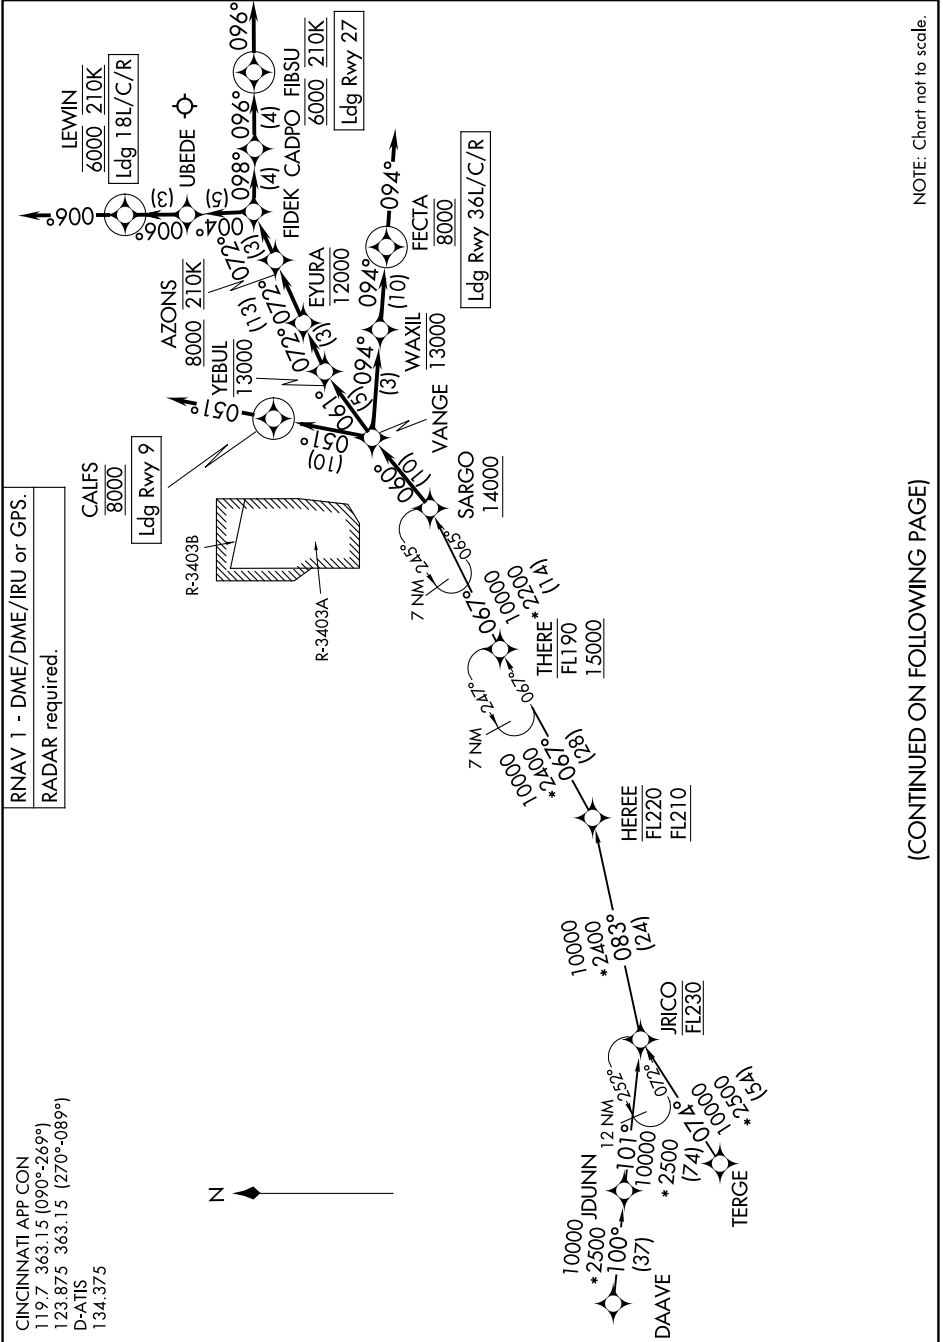 CINCINNATI APP CON
119.7 363.15 (090°-269°)
123.875 363.15 (270°-089°)
D-ATIS
134.375
RNAV 1 - DME/DME/IRU or GPS.
RADAR required.
N
DAAVE
10000
*2500
100°
(37)
JDUNN
101°
10000
*2500
(74)
12 NM
252°
072°
TERGE
074°
10000
*2500
(54)
JRICO
FL230
10000
*2400
083°
(24)
HEREE
FL220
FL210
10000
*2400
067°
(28)
7 NM
247°
067°
THERE
FL190
15000
067°
10000
*2200
(14)
7 NM
245°
065°
SARGO
14000
060°
(10)
VANGE
R-3403B
R-3403A
CALFS
8000
Ldg Rwy 9
051°
(10)
051°
061°
(5)
YEBUL
13000
072°
(3)
EYURA
12000
072°
(13)
AZONS
8000 210K
072°
(3)
FIDEK
004°
(5)
UBEDE
006°
(3)
LEWIN
6000 210K
Ldg 18L/C/R
006°
098°
(4)
CADPO
096°
(4)
FIBSU
6000 210K
Ldg Rwy 27
096°
094°
(3)
WAXIL
13000
094°
(10)
FECTA
8000
Ldg Rwy 36L/C/R
094°
NOTE: Chart not to scale.
(CONTINUED ON FOLLOWING PAGE)